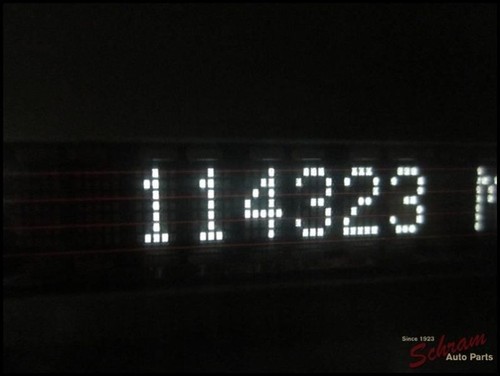 114323 M
Since 1923
Schram
Auto Parts